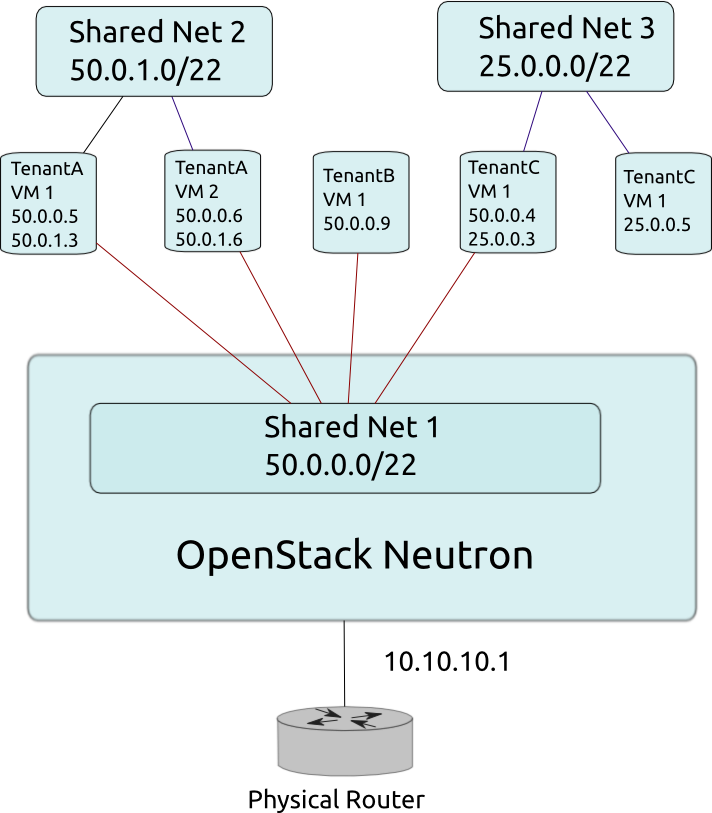 Shared Net 2
50.0.1.0/22
Shared Net 3
25.0.0.0/22
TenantA
VM 1
50.0.0.5
50.0.1.3
TenantA
VM 2
50.0.0.6
50.0.1.6
TenantB
VM 1
50.0.0.9
TenantC
VM 1
50.0.0.4
25.0.0.3
TenantC
VM 1
25.0.0.5
Shared Net 1
50.0.0.0/22
OpenStack Neutron
10.10.10.1
Physical Router